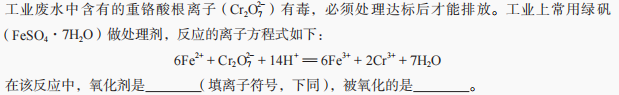 工业废水中含有的重铬酸根离子（Cr₂O₇²⁻）有毒，必须处理达标后才能排放。工业上常用绿矾
（FeSO₄·7H₂O）做处理剂，反应的离子方程式如下：
6Fe²⁺ + Cr₂O₇²⁻ + 14H⁺ ═ 6Fe³⁺ + 2Cr³⁺ + 7H₂O
在该反应中，氧化剂是________（填离子符号，下同），被氧化的是________。